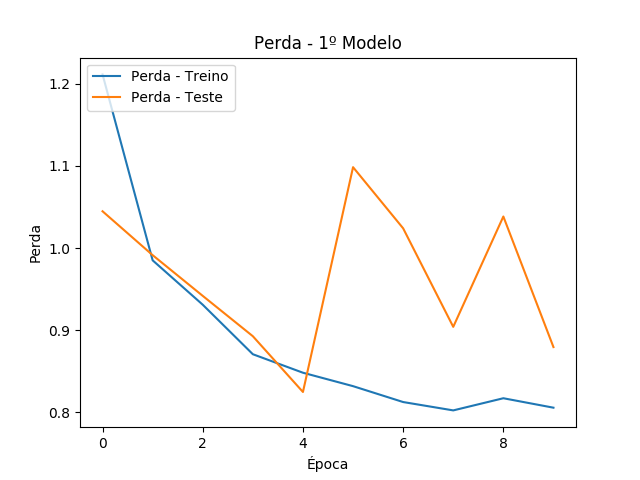 Perda - 1º Modelo
Perda - Treino
Perda - Teste
1.2
1.1
1.0
0.9
0.8
Perda
0 2 4 6 8
Época